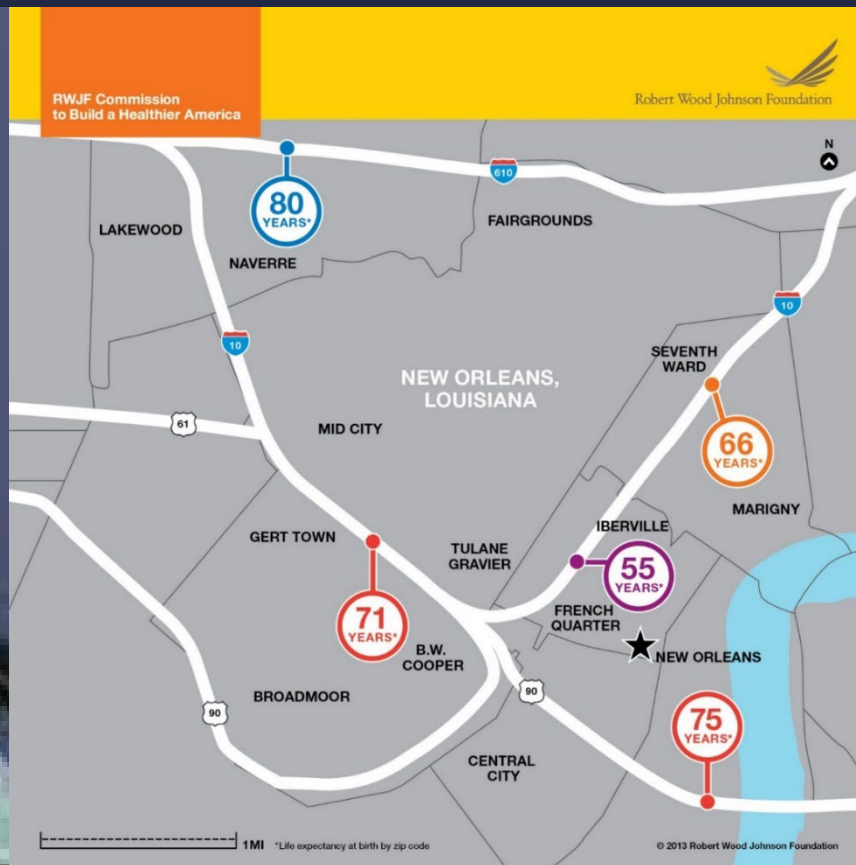 RWJF Commission
to Build a Healthier America
Robert Wood Johnson Foundation
N
80
YEARS*
610
LAKEWOOD
FAIRGROUNDS
NAVERRE
10
10
SEVENTH
WARD
NEW ORLEANS,
LOUISIANA
61
MID CITY
66
YEARS*
MARIGNY
GERT TOWN
IBERVILLE
TULANE
GRAVIER
55
YEARS*
71
YEARS*
FRENCH
QUARTER
B.W.
COOPER
NEW ORLEANS
90
BROADMOOR
90
75
YEARS*
CENTRAL
CITY
1MI
*Life expectancy at birth by zip code
© 2013 Robert Wood Johnson Foundation